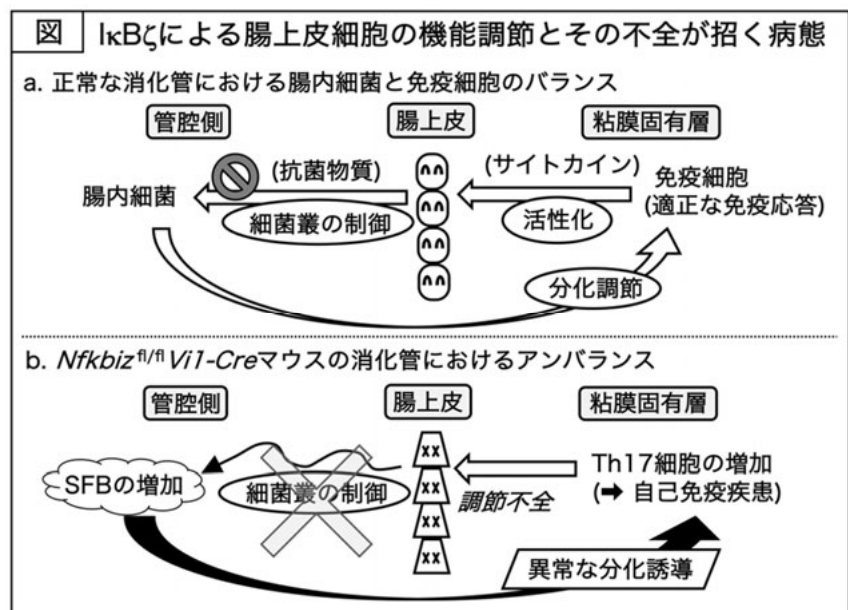 図 IκBζによる腸上皮細胞の機能調節とその不全が招く病態
a. 正常な消化管における腸内細菌と免疫細胞のバランス
管腔側 腸上皮 粘膜固有層
腸内細菌 (抗菌物質) (サイトカイン) 免疫細胞
(適正な免疫応答)
細菌叢の制御 活性化
分化調節
b. Nfkbiz fl/fl Vi1-Creマウスの消化管におけるアンバランス
管腔側 腸上皮 粘膜固有層
SFBの増加 細菌叢の制御 調節不全 Th17細胞の増加
(➡ 自己免疫疾患)
異常な分化誘導